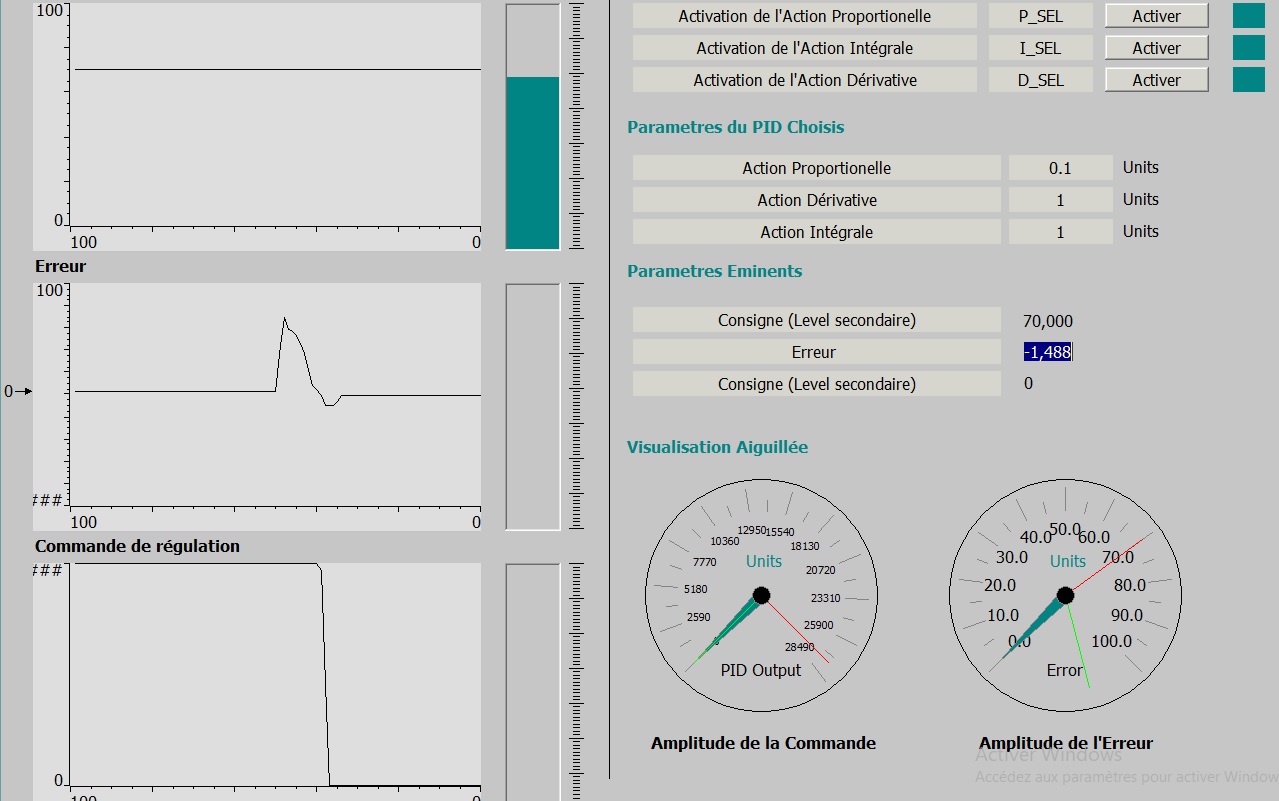 100
0
100 0
Erreur
100
0
###
100 0
Commande de régulation
###
0
100
Activation de l'Action Proportionelle P_SEL Activer
Activation de l'Action Intégrale I_SEL Activer
Activation de l'Action Dérivative D_SEL Activer
Parametres du PID Choisis
Action Proportionelle 0.1 Units
Action Dérivative 1 Units
Action Intégrale 1 Units
Parametres Eminents
Consigne (Level secondaire) 70,000
Erreur -1,488
Consigne (Level secondaire) 0
Visualisation Aiguillée
12950 15540
10360 18130
7770 Units 20720
5180 23310
2590 25900
0 28490
PID Output
Amplitude de la Commande
50.0
40.0 60.0
30.0 Units 70.0
20.0 80.0
10.0 90.0
0.0 100.0
Error
Amplitude de l'Erreur
Activer Windows
Accédez aux paramètres pour activer Window